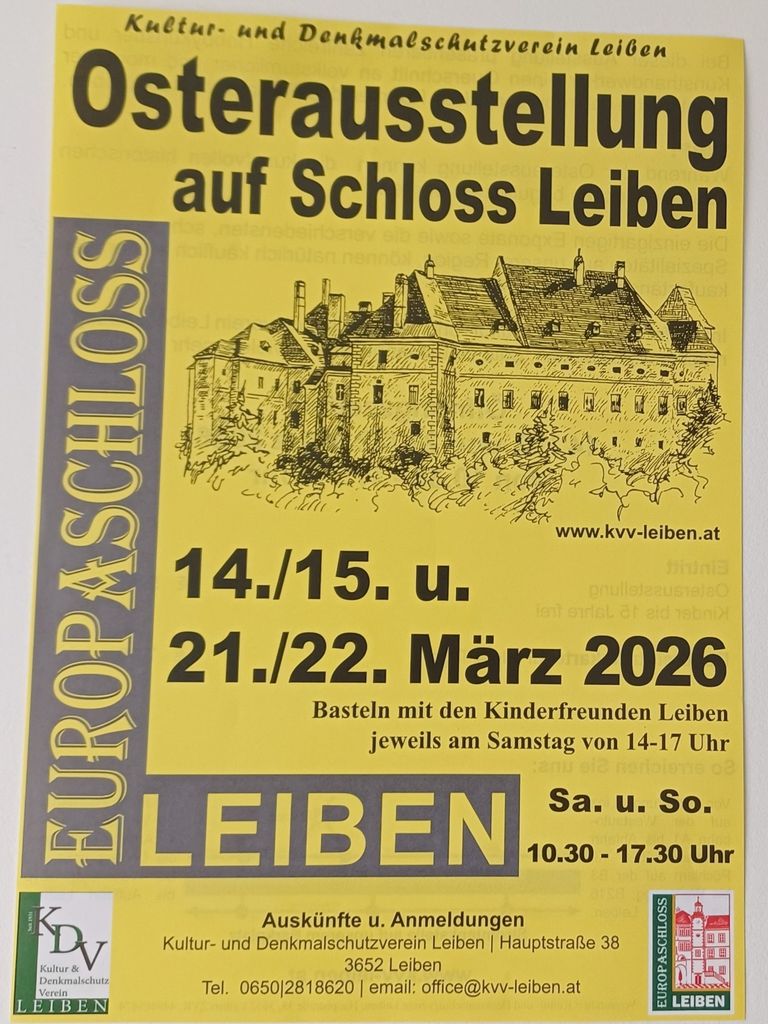 Kultur- und Denkmalschutzverein Leiben
Osterausstellung
auf Schloss Leiben
EUROPASCHLOSS
www.kvv-leiben.at
14./15. u.
21./22. März 2026
Basteln mit den Kinderfreunden Leiben
jeweils am Samstag von 14-17 Uhr
LEIBEN
Sa. u. So.
10.30 - 17.30 Uhr
KDV
Kultur &
Denkmalschutz
Verein
LEIBEN
Auskünfte u. Anmeldungen
Kultur- und Denkmalschutzverein Leiben | Hauptstraße 38
3652 Leiben
Tel. 0650|2818620 | email: office@kvv-leiben.at
EUROPASCHLOSS
LEIBEN